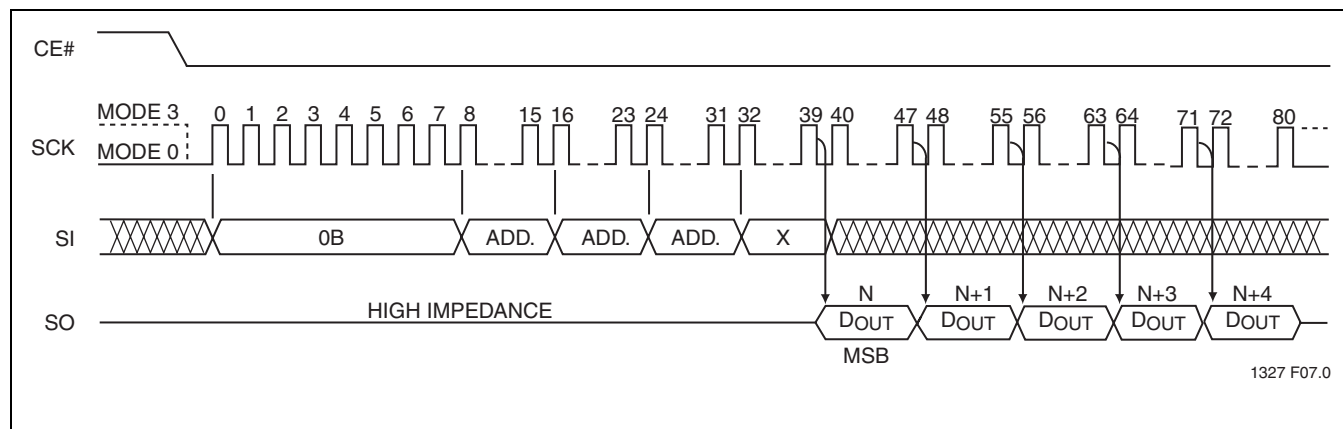 CE#
MODE 3
0 1 2 3 4 5 6 7 8 15 16 23 24 31 32 39 40 47 48 55 56 63 64 71 72 80
SCK
MODE 0
SI
0B ADD. ADD. ADD. X
N N+1 N+2 N+3 N+4
SO
HIGH IMPEDANCE
DOUT DOUT DOUT DOUT DOUT
MSB
1327 F07.0